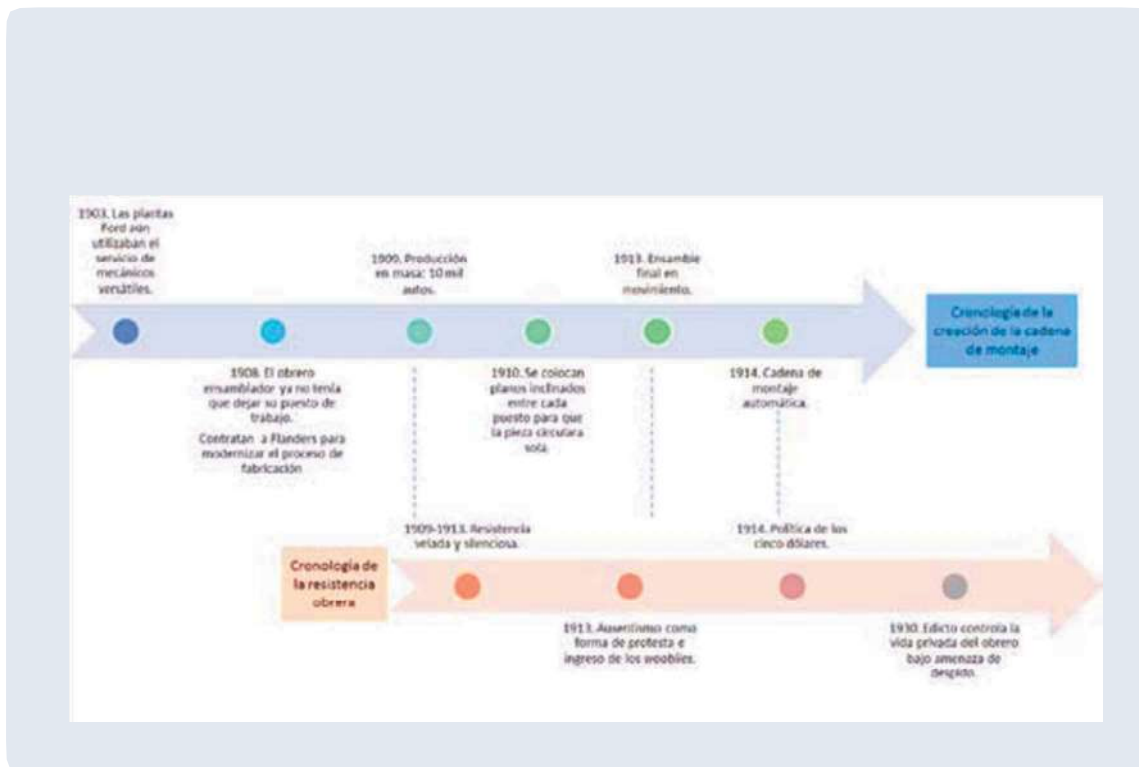 1903. Las plantas
Ford aún
utilizaban el
servicio de
mecánicos
versátiles.
1909. Producción
en masa: 10 mil
autos.
1913. Ensamble
final en
movimiento.
Cronología de la
creación de la cadena
de montaje
1908. El obrero
ensamblador ya no tenía
que dejar su puesto de
trabajo.
Contratan a Flanders para
modernizar el proceso de
fabricación
1910. Se colocan
planos inclinados
entre cada
puesto para que
la pieza circulara
sola.
1914. Cadena de
montaje
automática.
Cronología de
la resistencia
obrera
1909-1913. Resistencia
velada y silenciosa.
1914. Política de los
cinco dólares.
1913. Ausentismo como
forma de protesta e
ingreso de los wooblies.
1930. Edicto controla la
vida privada del obrero
bajo amenaza de
despido.